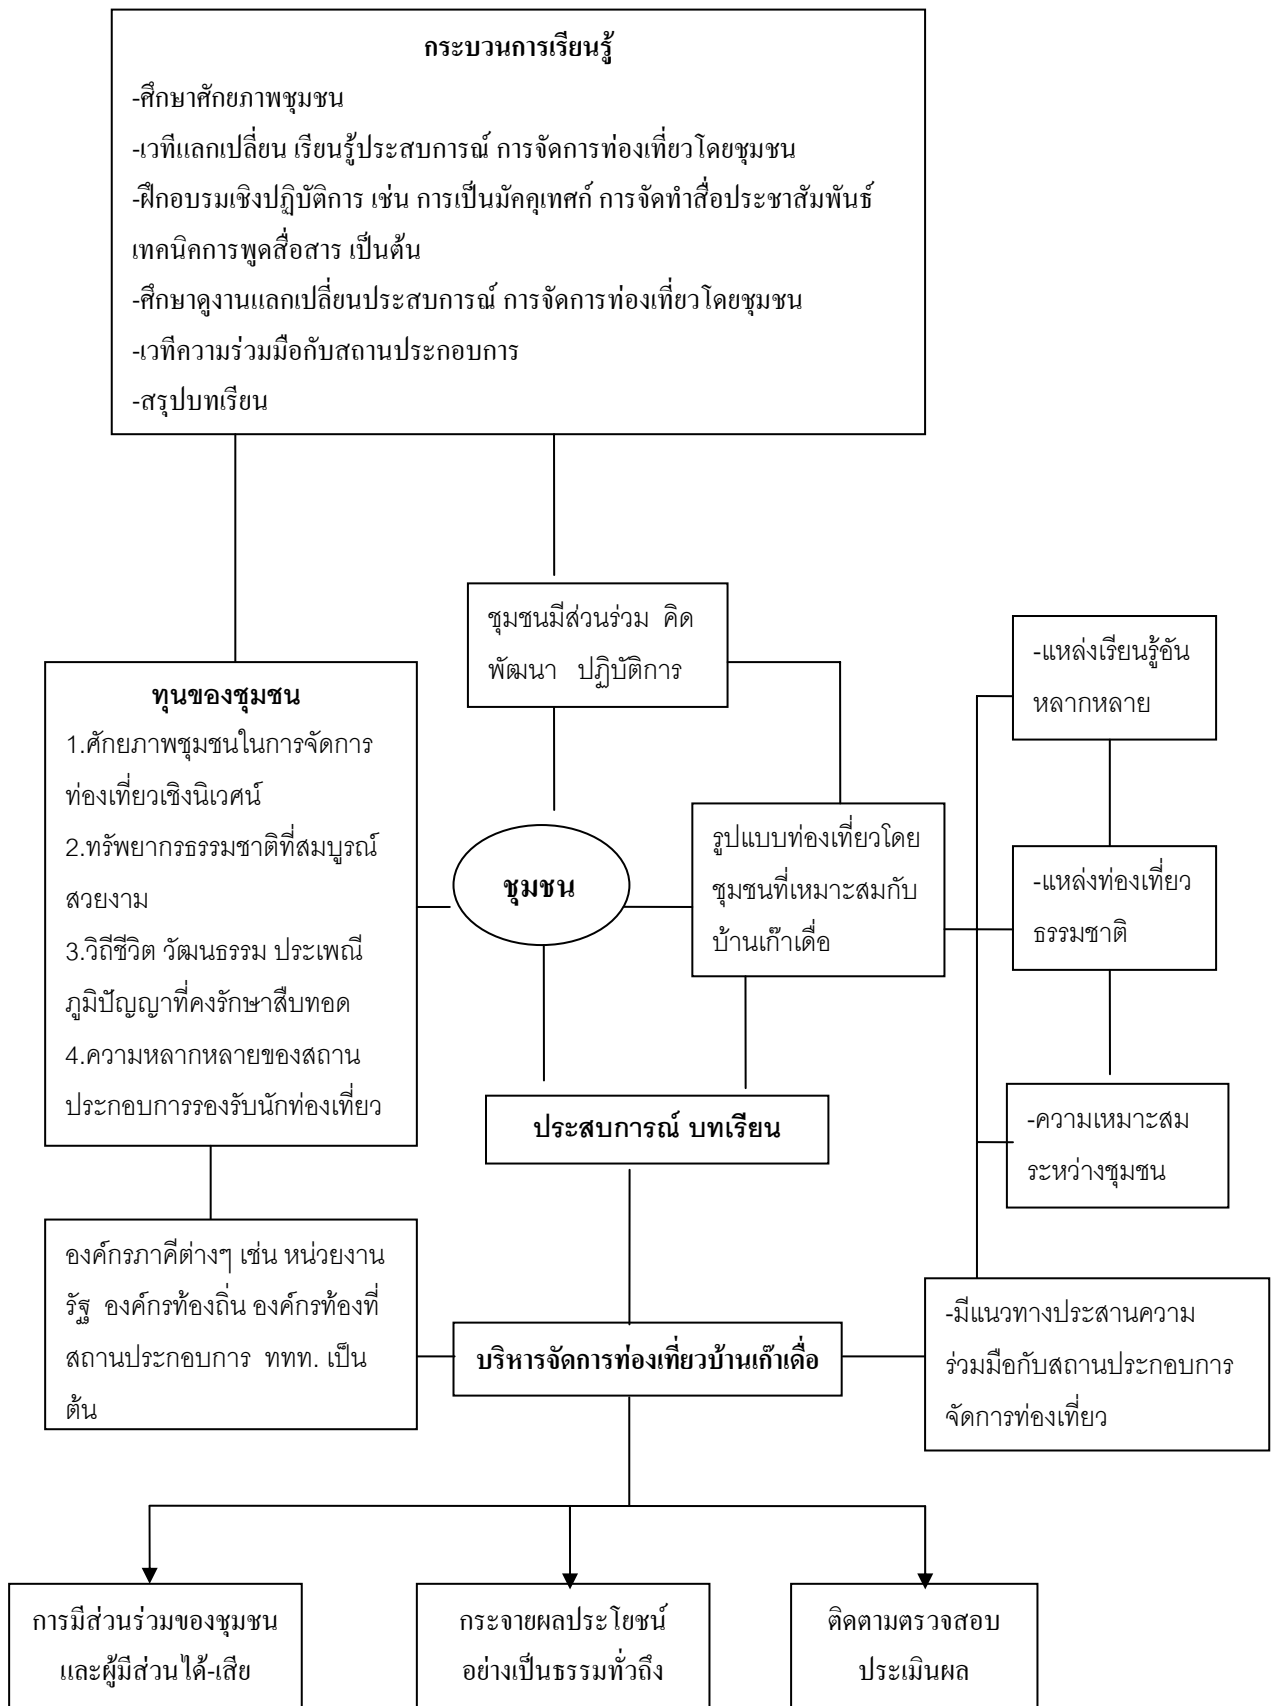 กระบวนการเรียนรู้
-ศึกษาศักยภาพชุมชน
-เวทีแลกเปลี่ยน เรียนรู้ประสบการณ์ การจัดการท่องเที่ยวโดยชุมชน
-ฝึกอบรมเชิงปฏิบัติการ เช่น การเป็นมัคคุเทศก์ การจัดทำสื่อประชาสัมพันธ์
เทคนิคการพูดสื่อสาร เป็นต้น
-ศึกษาดูงานแลกเปลี่ยนประสบการณ์ การจัดการท่องเที่ยวโดยชุมชน
-เวทีความร่วมมือกับสถานประกอบการ
-สรุปบทเรียน
ชุมชนมีส่วนร่วม คิด
พัฒนา ปฏิบัติการ
ทุนของชุมชน
1.ศักยภาพชุมชนในการจัดการ
ท่องเที่ยวเชิงนิเวศน์
2.ทรัพยากรธรรมชาติที่สมบูรณ์
สวยงาม
3.วิถีชีวิต วัฒนธรรม ประเพณี
ภูมิปัญญาที่คงรักษาสืบทอด
4.ความหลากหลายของสถาน
ประกอบการรองรับนักท่องเที่ยว
ชุมชน
รูปแบบท่องเที่ยวโดย
ชุมชนที่เหมาะสมกับ
บ้านเก๊าเดื่อ
-แหล่งเรียนรู้อัน
หลากหลาย
-แหล่งท่องเที่ยว
ธรรมชาติ
-ความเหมาะสม
ระหว่างชุมชน
ประสบการณ์ บทเรียน
องค์กรภาคีต่างๆ เช่น หน่วยงาน
รัฐ องค์กรท้องถิ่น องค์กรท้องที่
สถานประกอบการ ททท. เป็น
ต้น
บริหารจัดการท่องเที่ยวบ้านเก๊าเดื่อ
-มีแนวทางประสานความ
ร่วมมือกับสถานประกอบการ
จัดการท่องเที่ยว
การมีส่วนร่วมของชุมชน
และผู้มีส่วนได้-เสีย
กระจายผลประโยชน์
อย่างเป็นธรรมทั่วถึง
ติดตามตรวจสอบ
ประเมินผล